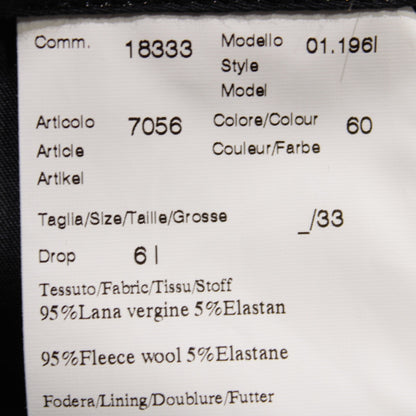 Comm. 18333 Modello 01.196l
Style
Model
Articolo 7056 Colore/Colour 60
Article Couleur/Farbe
Artikel
Taglia/Size/Taille/Grosse _/33
Drop 6 l
Tessuto/Fabric/Tissu/Stoff
95%Lana vergine 5%Elastan
95%Fleece wool 5%Elastane
Fodera/Lining/Doublure/Futter